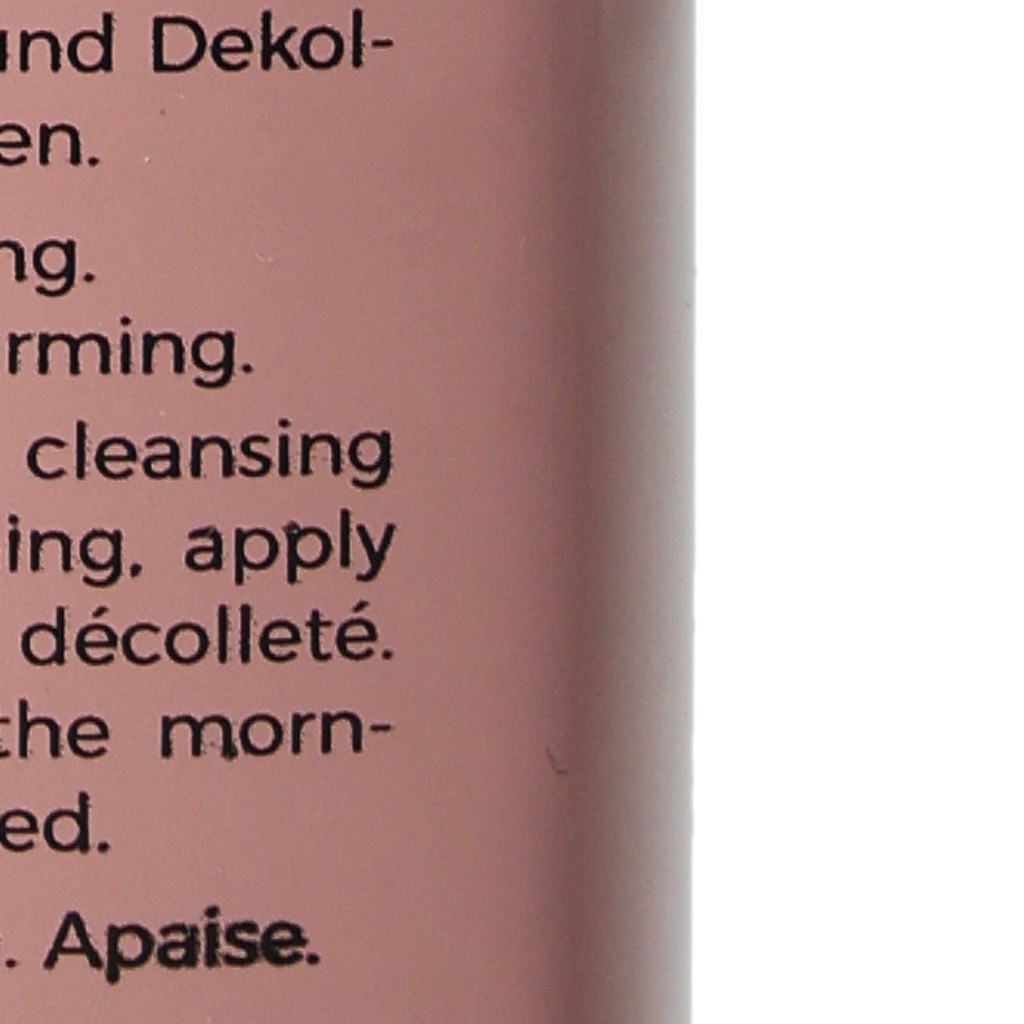 und Dekol-
en.
ng.
rming.
cleansing
ing, apply
décolleté.
the morn-
ed.
. Apaise.